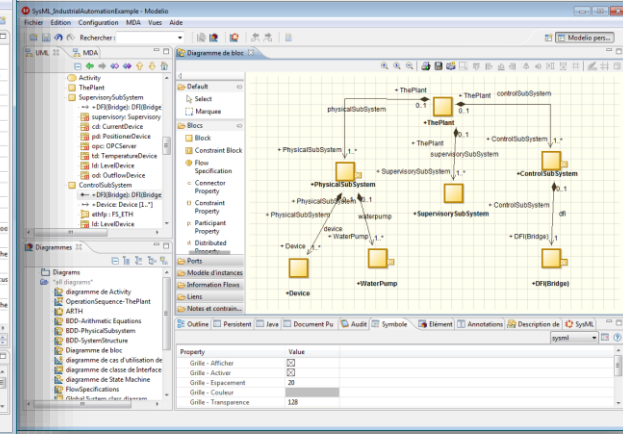 SysML_IndustrialAutomationExample - Modelio
Fichier Edition Configuration MDA Vues Aide
Rechercher:
Modelio pers...
UML
MDA
Activity
ThePlant
SupervisorySubSystem
DFI(Bridge): DFI(Bridge
supervisory: Supervisory
cd: CurrentDevice
pd: PositionerDevice
opc: OPCServer
td: TemperatureDevice
ld: LevelDevice
od: OutflowDevice
ControlSubSystem
DFI(Bridge): DFI(Bridge
Device: Device [1..*]
ethfp : FS_ETH
ld: LevelDevice
Diagrammes
Diagrams
"all diagrams"
diagramme de Activity
OperationSequence-ThePlant
ARTH
BDD-Arithmetic Equations
BDD-PhysicalSubsystem
BDD-SystemStructure
Diagramme de bloc
diagramme de cas d'utilisation de
diagramme de classe de Interface
diagramme de State Machine
FlowSpecifications
Global System class diagram
Diagramme de bloc
Default
Select
Marquee
Blocs
Block
Constraint Block
Flow
Specification
Connector
Property
Constraint
Property
Participant
Property
Distributed
Property
Ports
Modèle d'instances
Information Flows
Liens
Notes et contrain...
+ ThePlant
+ ThePlant
controlSubSystem
0..1
0..1
physicalSubSystem
+ThePlant
0..1
+ ThePlant
supervisorySubSystem
+ PhysicalSubSystem
1..*
+ SupervisorySubSystem
1..*
+ ControlSubSystem
1..*
+PhysicalSubSystem
+SupervisorySubSystem
+ControlSubSystem
0..1
+ PhysicalSubSystem
waterpump
+ ControlSubSystem
dfi
device
+ Device
1..*
+ WaterPump
1..*
+ DFI(Bridge)
1
+Device
+WaterPump
+DFI(Bridge)
Outline
Persistent
Java
Document Pu
Audit
Symbole
Elément
Annotations
Description de
SysML
sysml
Property Value
Grille - Afficher
Grille - Activer
Grille - Espacement 20
Grille - Couleur
Grille - Transparence 128